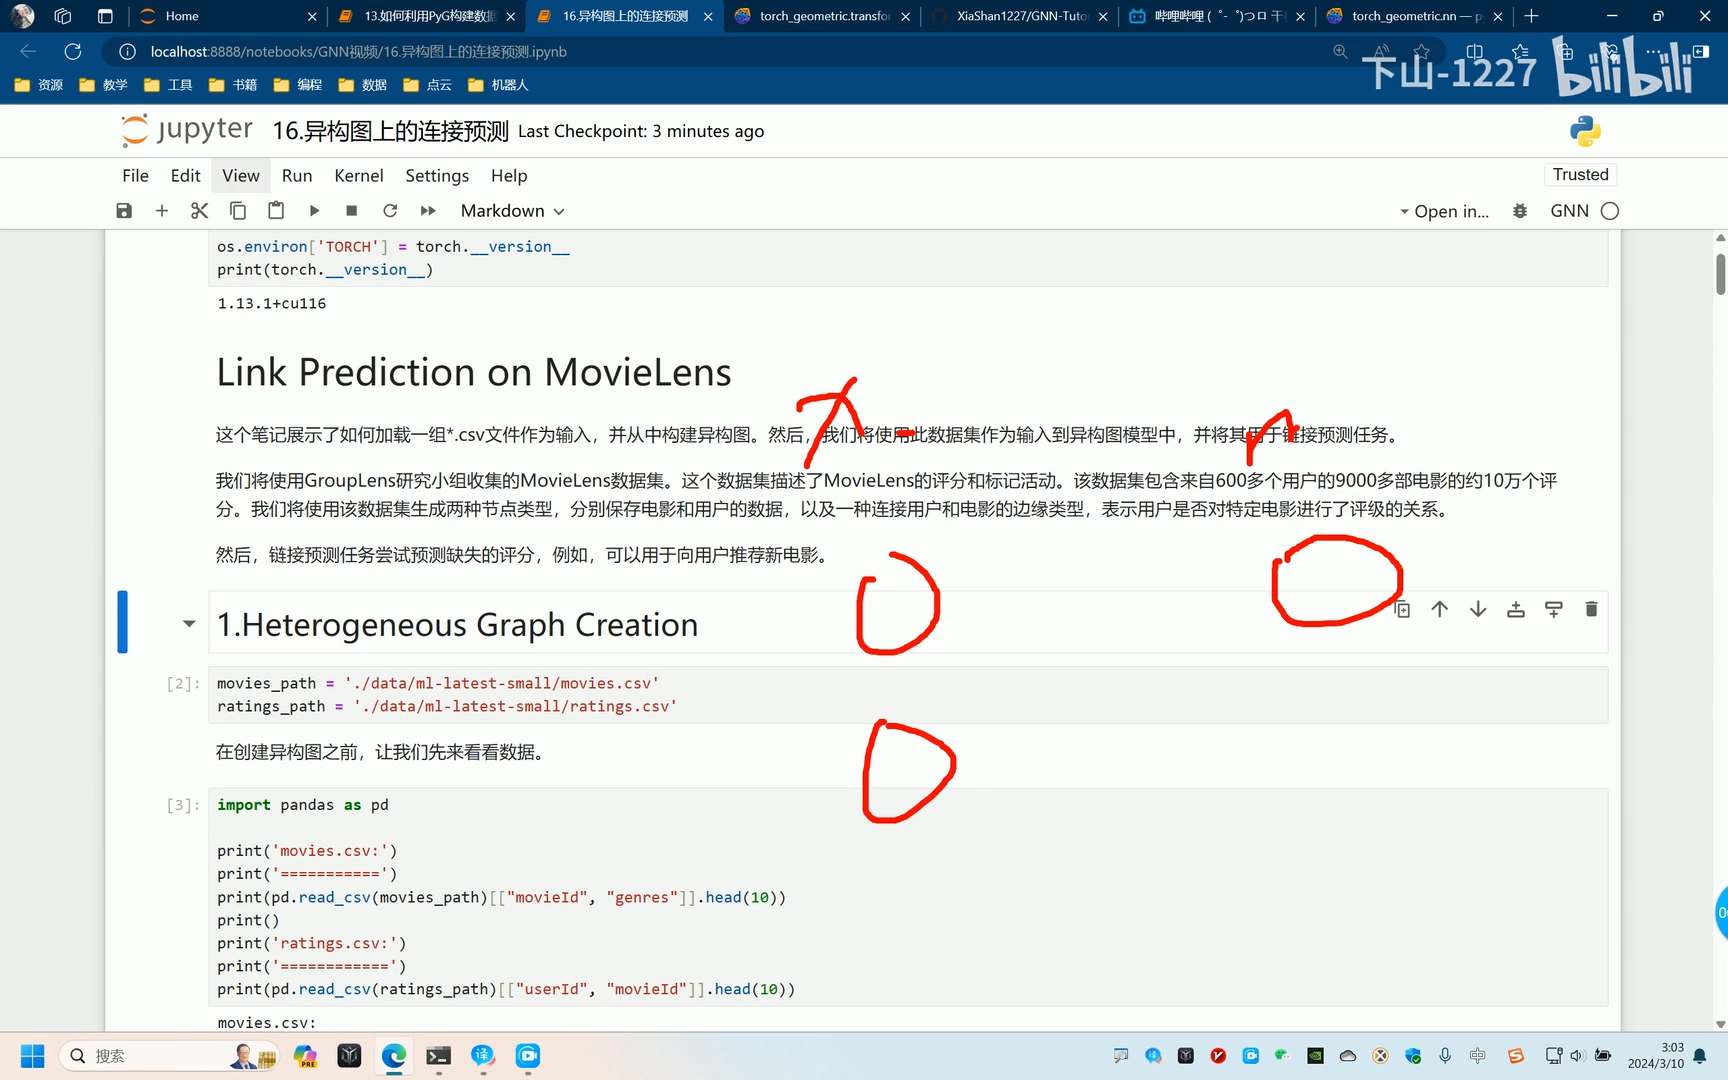 Home
13.如何利用PyG构建数据
16.异构图上的连接预测
torch_geometric.transfor
XiaShan1227/GNN-Tuto
哔哩哔哩 (゜-゜)つロ 干
torch_geometric.nn — p
localhost:8888/notebooks/GNN视频/16.异构图上的连接预测.ipynb
下山-1227 bilibili
资源 教学 工具 书籍 编程 数据 点云 机器人
jupyter 16.异构图上的连接预测 Last Checkpoint: 3 minutes ago
File Edit View Run Kernel Settings Help Trusted
Markdown Open in... GNN
os.environ['TORCH'] = torch.__version__
print(torch.__version__)
1.13.1+cu116
Link Prediction on MovieLens
这个笔记展示了如何加载一组*.csv文件作为输入，并从中构建异构图。然后，我们将使用此数据集作为输入到异构图模型中，并将其用于链接预测任务。
我们将使用GroupLens研究小组收集的MovieLens数据集。这个数据集描述了MovieLens的评分和标记活动。该数据集包含来自600多个用户的9000多部电影的约10万个评
分。我们将使用该数据集生成两种节点类型，分别保存电影和用户的数据，以及一种连接用户和电影的边缘类型，表示用户是否对特定电影进行了评级的关系。
然后，链接预测任务尝试预测缺失的评分，例如，可以用于向用户推荐新电影。
1.Heterogeneous Graph Creation
[2]: movies_path = './data/ml-latest-small/movies.csv'
ratings_path = './data/ml-latest-small/ratings.csv'
在创建异构图之前，让我们先来看看数据。
[3]: import pandas as pd
print('movies.csv:')
print('===========')
print(pd.read_csv(movies_path)[["movieId", "genres"]].head(10))
print()
print('ratings.csv:')
print('============')
print(pd.read_csv(ratings_path)[["userId", "movieId"]].head(10))
movies.csv:
搜索
PRE
译
中
3:03
2024/3/10